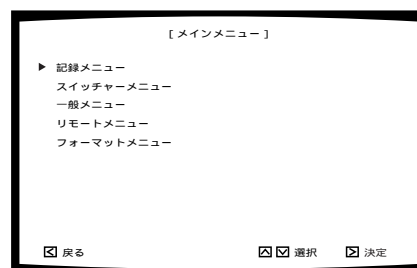 [ メインメニュー ]
▶ 記録メニュー
スイッチャーメニュー
一般メニュー
リモートメニュー
フォーマットメニュー
戻る 選択 決定